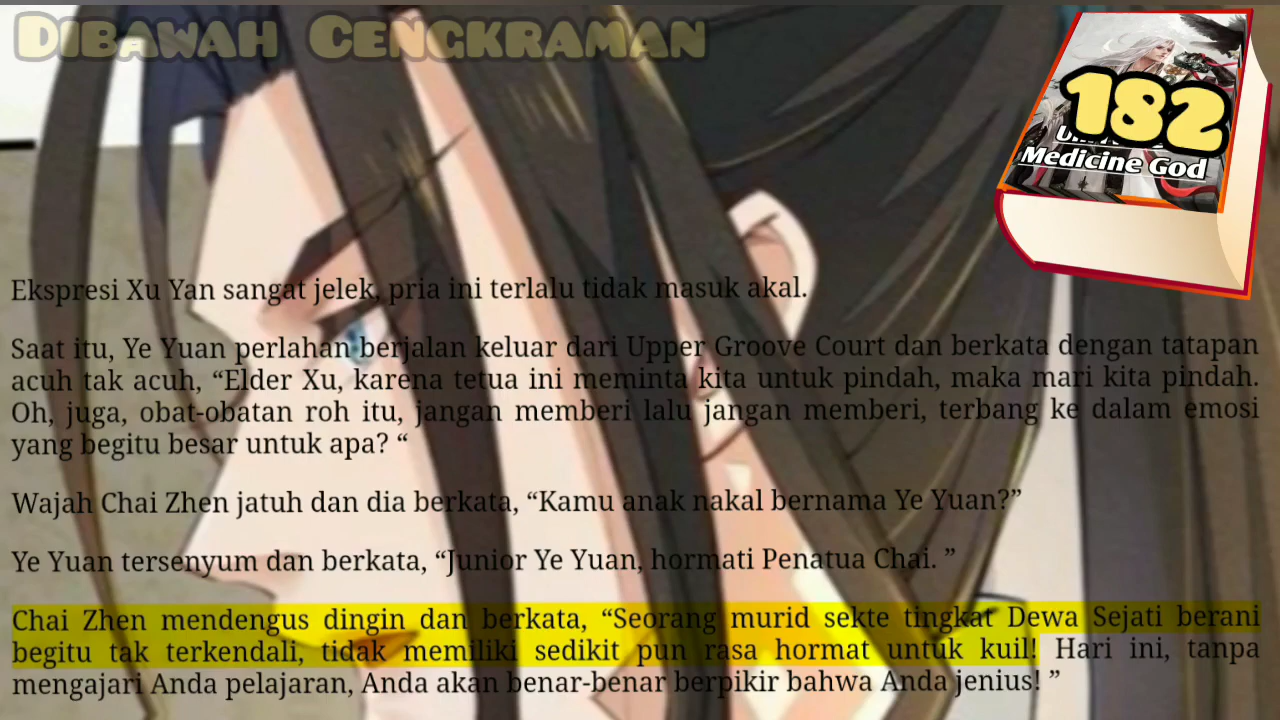 Dibawah Cengkraman
182
Medicine God
Ekspresi Xu Yan sangat jelek, pria ini terlalu tidak masuk akal.
Saat itu, Ye Yuan perlahan berjalan keluar dari Upper Groove Court dan berkata dengan tatapan
acuh tak acuh, “Elder Xu, karena tetua ini meminta kita untuk pindah, maka mari kita pindah.
Oh, juga, obat-obatan roh itu, jangan memberi lalu jangan memberi, terbang ke dalam emosi
yang begitu besar untuk apa? “
Wajah Chai Zhen jatuh dan dia berkata, “Kamu anak nakal bernama Ye Yuan?”
Ye Yuan tersenyum dan berkata, “Junior Ye Yuan, hormati Penatua Chai. ”
Chai Zhen mendengus dingin dan berkata, “Seorang murid sekte tingkat Dewa Sejati berani
begitu tak terkendali, tidak memiliki sedikit pun rasa hormat untuk kuil! Hari ini, tanpa
mengajari Anda pelajaran, Anda akan benar-benar berpikir bahwa Anda jenius! ”